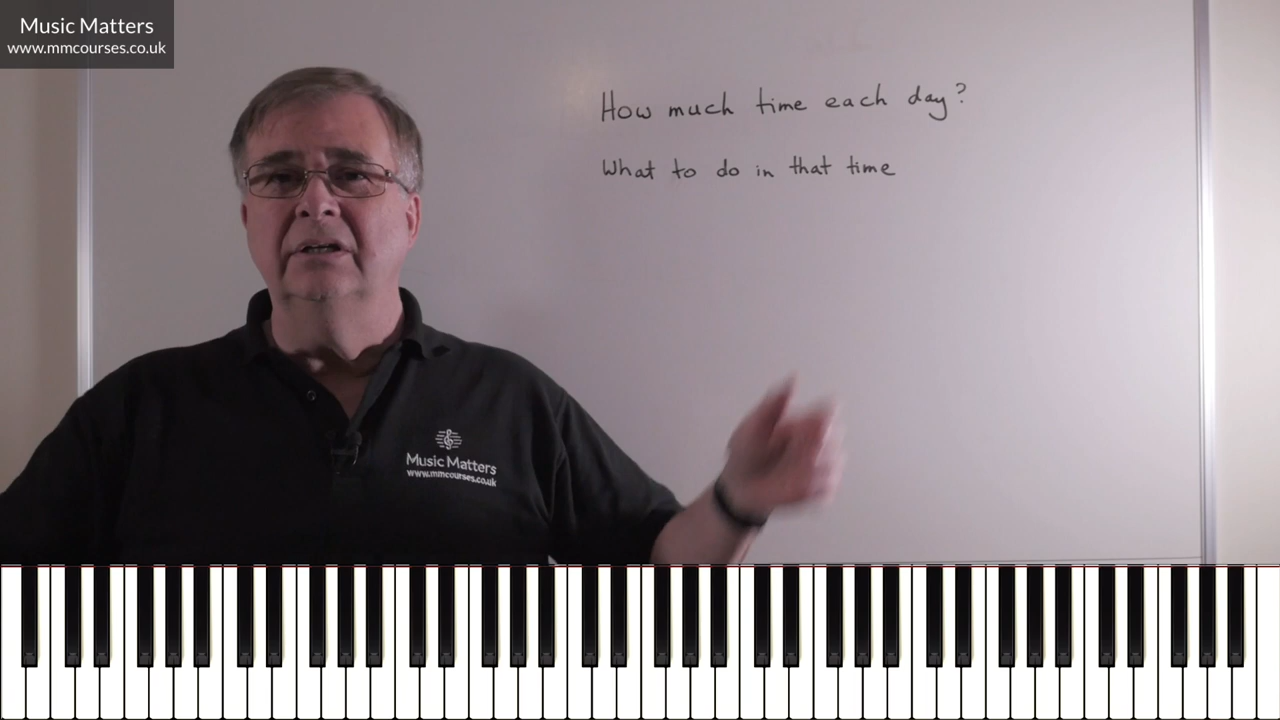 Music Matters
www.mmcourses.co.uk
How much time each day?
What to do in that time
Music Matters
www.mmcourses.co.uk